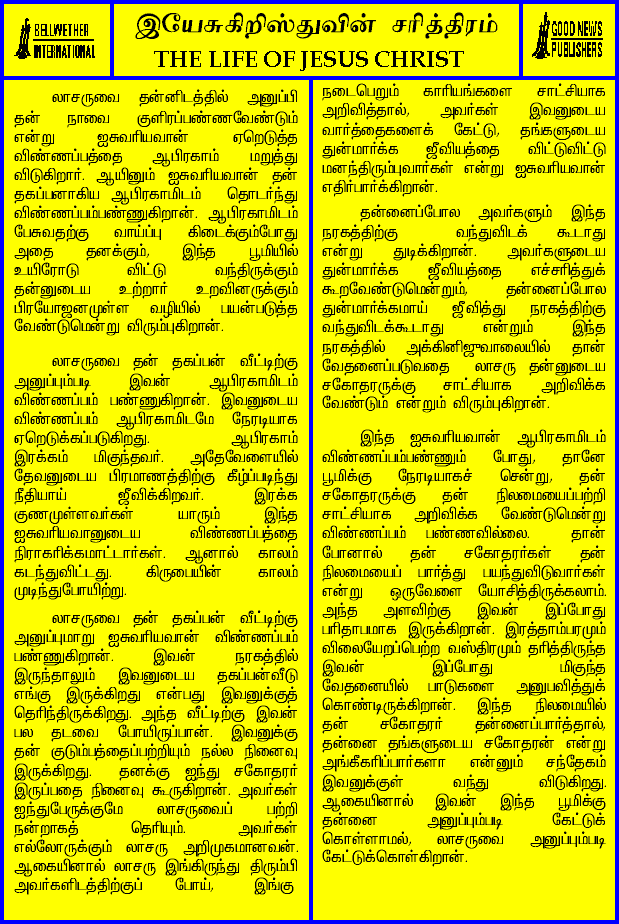 BELLWETHER
INTERNATIONAL
இயேசுகிறிஸ்துவின் சரித்திரம்
THE LIFE OF JESUS CHRIST
GOOD NEWS
PUBLISHERS
லாசருவை தன்னிடத்தில் அனுப்பி
தன் நாவை குளிரப்பண்ணவேண்டும்
என்று ஐசுவரியவான் ஏறெடுத்த
விண்ணப்பத்தை ஆபிரகாம் மறுத்து
விடுகிறார். ஆயினும் ஐசுவரியவான் தன்
தகப்பனாகிய ஆபிரகாமிடம் தொடர்ந்து
விண்ணப்பம்பண்ணுகிறான். ஆபிரகாமிடம்
பேசுவதற்கு வாய்ப்பு கிடைக்கும்போது
அதை தனக்கும், இந்த பூமியில்
உயிரோடு விட்டு வந்திருக்கும்
தன்னுடைய உற்றார் உறவினருக்கும்
பிரயோஜனமுள்ள வழியில் பயன்படுத்த
வேண்டுமென்று விரும்புகிறான்.
லாசருவை தன் தகப்பன் வீட்டிற்கு
அனுப்பும்படி இவன் ஆபிரகாமிடம்
விண்ணப்பம் பண்ணுகிறான். இவனுடைய
விண்ணப்பம் ஆபிரகாமிடமே நேரடியாக
ஏறெடுக்கப்படுகிறது. ஆபிரகாம்
இரக்கம் மிகுந்தவர். அதேவேளையில்
தேவனுடைய பிரமாணத்திற்கு கீழ்ப்படிந்து
நீதியாய் ஜீவிக்கிறவர். இரக்க
குணமுள்ளவர்கள் யாரும் இந்த
ஐசுவரியவானுடைய விண்ணப்பத்தை
நிராகரிக்கமாட்டார்கள். ஆனால் காலம்
கடந்துவிட்டது. கிருபையின் காலம்
முடிந்துபோயிற்று.
லாசருவை தன் தகப்பன் வீட்டிற்கு
அனுப்புமாறு ஐசுவரியவான் விண்ணப்பம்
பண்ணுகிறான். இவன் நரகத்தில்
இருந்தாலும் இவனுடைய தகப்பன்வீடு
எங்கு இருக்கிறது என்பது இவனுக்குத்
தெரிந்திருக்கிறது. அந்த வீட்டிற்கு இவன்
பல தடவை போயிருப்பான். இவனுக்கு
தன் குடும்பத்தைப்பற்றியும் நல்ல நினைவு
இருக்கிறது. தனக்கு ஐந்து சகோதரர்
இருப்பதை நினைவு கூருகிறான். அவர்கள்
ஐந்துபேருக்குமே லாசருவைப் பற்றி
நன்றாகத் தெரியும். அவர்கள்
எல்லோருக்கும் லாசரு அறிமுகமானவன்.
ஆகையினால் லாசரு இங்கிருந்து திரும்பி
அவர்களிடத்திற்குப் போய், இங்கு
நடைபெறும் காரியங்களை சாட்சியாக
அறிவித்தால், அவர்கள் இவனுடைய
வார்த்தைகளைக் கேட்டு, தங்களுடைய
துன்மார்க்க ஜீவியத்தை விட்டுவிட்டு
மனந்திரும்புவார்கள் என்று ஐசுவரியவான்
எதிர்பார்க்கிறான்.
தன்னைப்போல அவர்களும் இந்த
நரகத்திற்கு வந்துவிடக் கூடாது
என்று துடிக்கிறான். அவர்களுடைய
துன்மார்க்க ஜீவியத்தை எச்சரித்துக்
கூறவேண்டுமென்றும், தன்னைப்போல
துன்மார்க்கமாய் ஜீவித்து நரகத்திற்கு
வந்துவிடக்கூடாது என்றும் இந்த
நரகத்தில் அக்கினிஜுவாலையில் தான்
வேதனைப்படுவதை லாசரு தன்னுடைய
சகோதரருக்கு சாட்சியாக அறிவிக்க
வேண்டும் என்றும் விரும்புகிறான்.
இந்த ஐசுவரியவான் ஆபிரகாமிடம்
விண்ணப்பம்பண்ணும் போது, தானே
பூமிக்கு நேரடியாகச் சென்று, தன்
சகோதரருக்கு தன் நிலமையைப்பற்றி
சாட்சியாக அறிவிக்க வேண்டுமென்று
விண்ணப்பம் பண்ணவில்லை. தான்
போனால் தன் சகோதரர்கள் தன்
நிலமையைப் பார்த்து பயந்துவிடுவார்கள்
என்று ஒருவேளை யோசித்திருக்கலாம்.
அந்த அளவிற்கு இவன் இப்போது
பரிதாபமாக இருக்கிறான். இரத்தாம்பரமும்
விலையேறப்பெற்ற வஸ்திரமும் தரித்திருந்த
இவன் இப்போது மிகுந்த
வேதனையில் பாடுகளை அனுபவித்துக்
கொண்டிருக்கிறான். இந்த நிலமையில்
தன் சகோதரர் தன்னைப்பார்த்தால்,
தன்னை தங்களுடைய சகோதரன் என்று
அங்கீகரிப்பார்களா என்னும் சந்தேகம்
இவனுக்குள் வந்து விடுகிறது.
ஆகையினால் இவன் இந்த பூமிக்கு
தன்னை அனுப்பும்படி கேட்டுக்
கொள்ளாமல், லாசருவை அனுப்பும்படி
கேட்டுக்கொள்கிறான்.